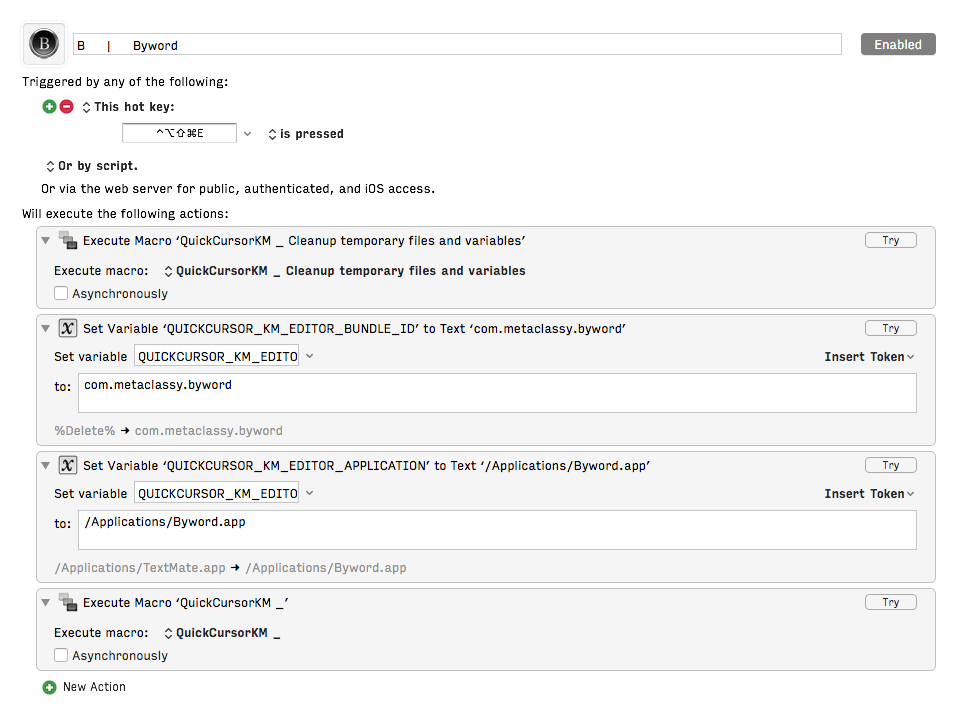 B | Byword
Enabled
Triggered by any of the following:
This hot key:
^⌥⇧⌘E is pressed
Or by script.
Or via the web server for public, authenticated, and iOS access.
Will execute the following actions:
Execute Macro ‘QuickCursorKM _ Cleanup temporary files and variables’ Try
Execute macro: QuickCursorKM _ Cleanup temporary files and variables
Asynchronously
Set Variable ‘QUICKCURSOR_KM_EDITOR_BUNDLE_ID’ to Text ‘com.metaclassy.byword’ Try
Set variable QUICKCURSOR_KM_EDITO Insert Token
to: com.metaclassy.byword
%Delete% → com.metaclassy.byword
Set Variable ‘QUICKCURSOR_KM_EDITOR_APPLICATION’ to Text ‘/Applications/Byword.app’ Try
Set variable QUICKCURSOR_KM_EDITO Insert Token
to: /Applications/Byword.app
/Applications/TextMate.app → /Applications/Byword.app
Execute Macro ‘QuickCursorKM _’ Try
Execute macro: QuickCursorKM _
Asynchronously
New Action